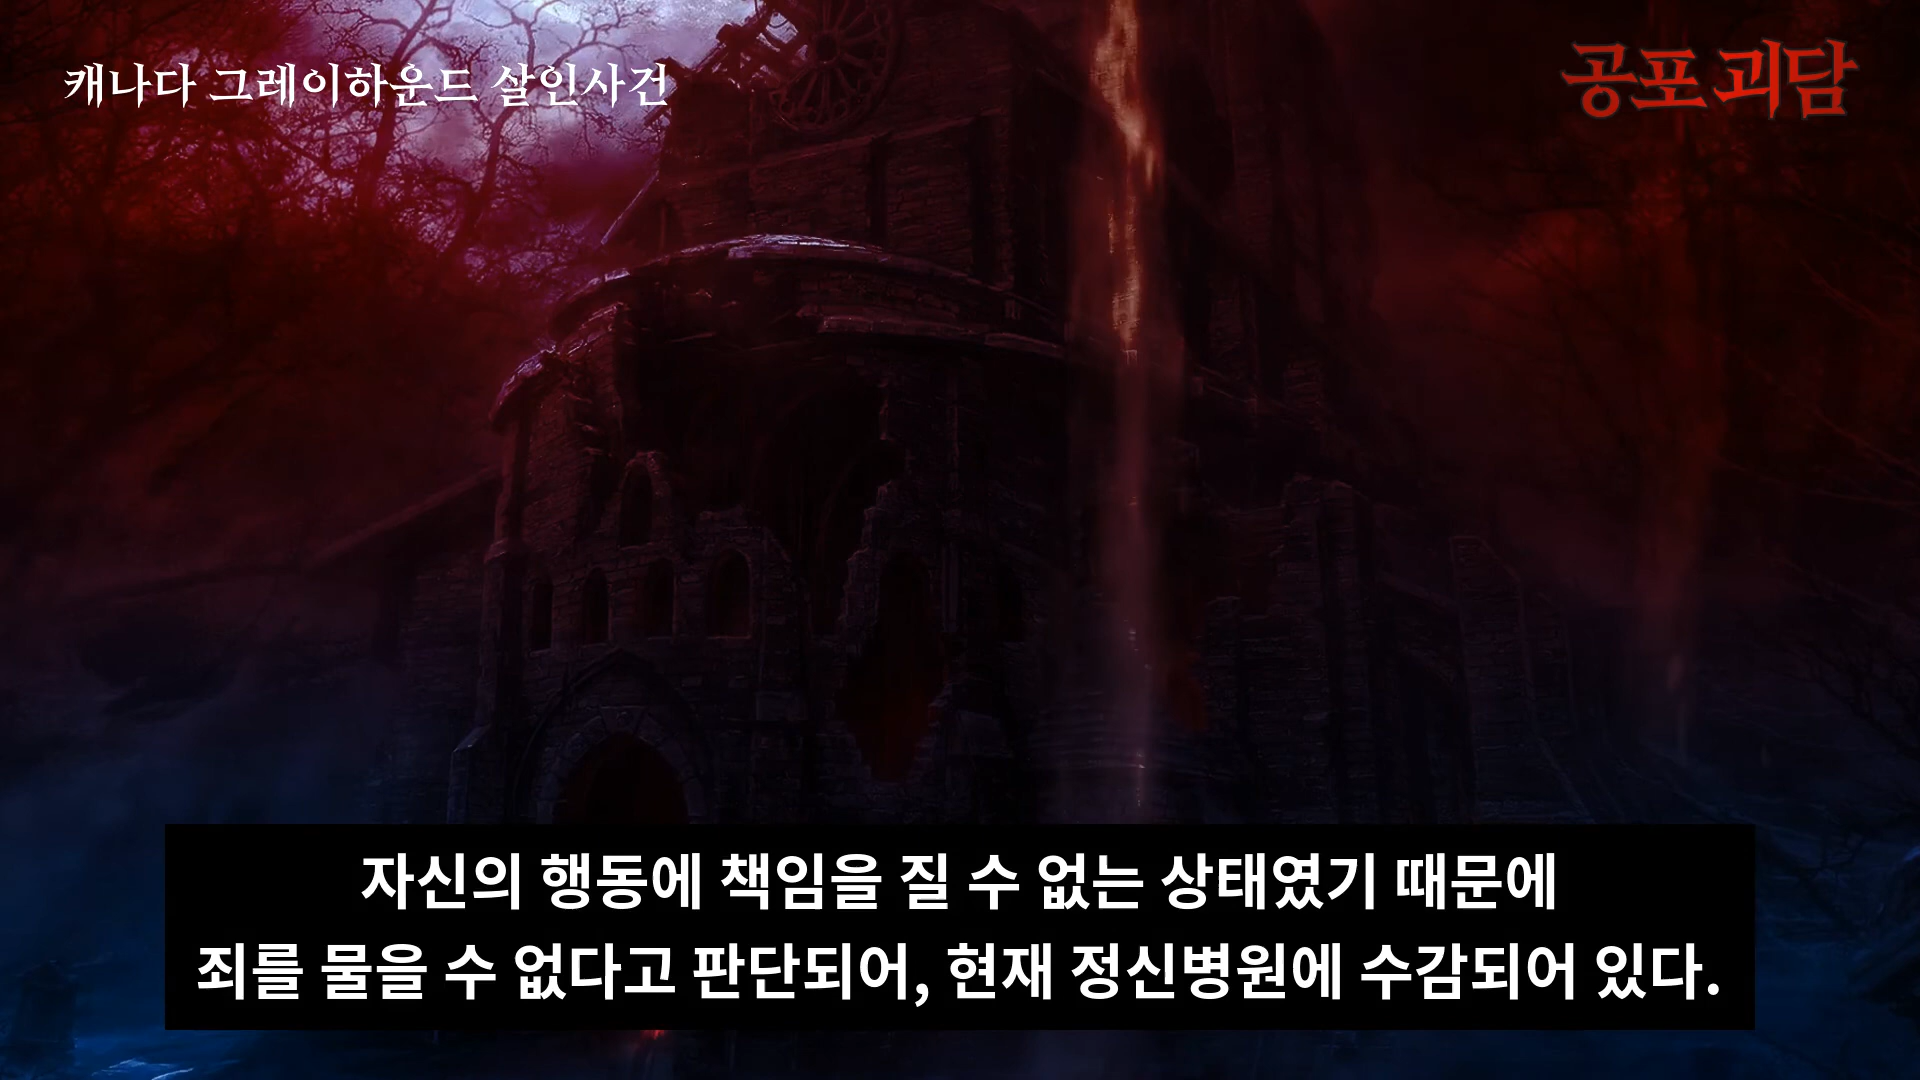 캐나다 그레이하운드 살인사건
공포 괴담
자신의 행동에 책임을 질 수 없는 상태였기 때문에
죄를 물을 수 없다고 판단되어, 현재 정신병원에 수감되어 있다.